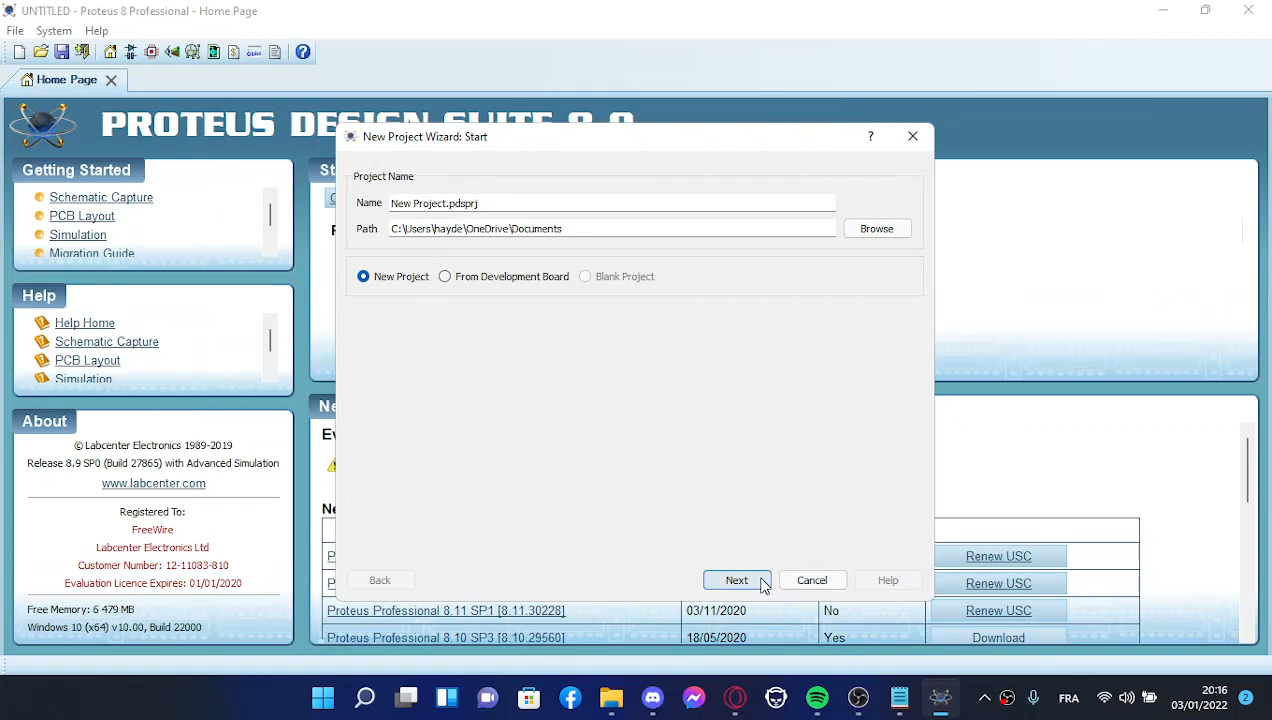 UNTITLED - Proteus 8 Professional - Home Page
File System Help
Home Page
PROTEUS DESIGN SUITE 8.9
New Project Wizard: Start
Getting Started
Schematic Capture
PCB Layout
Simulation
Migration Guide
Project Name
Name New Project.pdsprj
Path C:\Users\hayde\OneDrive\Documents
Browse
New Project From Development Board Blank Project
Help
Help Home
Schematic Capture
PCB Layout
Simulation
About
© Labcenter Electronics 1989-2019
Release 8.9 SP0 (Build 27865) with Advanced Simulation
www.labcenter.com
Registered To:
FreeWire
Labcenter Electronics Ltd
Customer Number: 12-11083-810
Evaluation Licence Expires: 01/01/2020
Free Memory: 6 479 MB
Windows 10 (x64) v10.00, Build 22000
Back Next Cancel Help
Renew USC
Renew USC
Proteus Professional 8.11 SP1 [8.11.30228] 03/11/2020 No Renew USC
Proteus Professional 8.10 SP3 [8.10.29560] 18/05/2020 Yes Download
FRA
20:16
03/01/2022
2